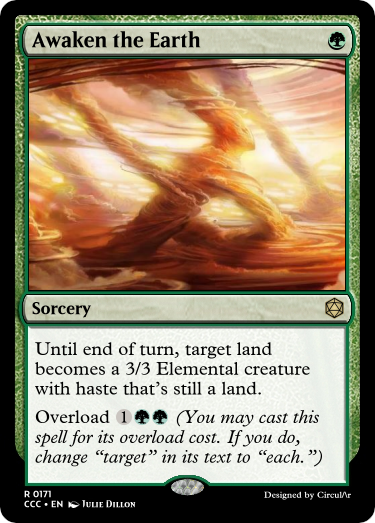 Awaken the Earth
Sorcery
Until end of turn, target land
becomes a 3/3 Elemental creature
with haste that's still a land.
Overload 1 (You may cast this
spell for its overload cost. If you do,
change “target” in its text to “each.”)
R 0171
CCC • EN Julie Dillon
Designed by Circul/\r